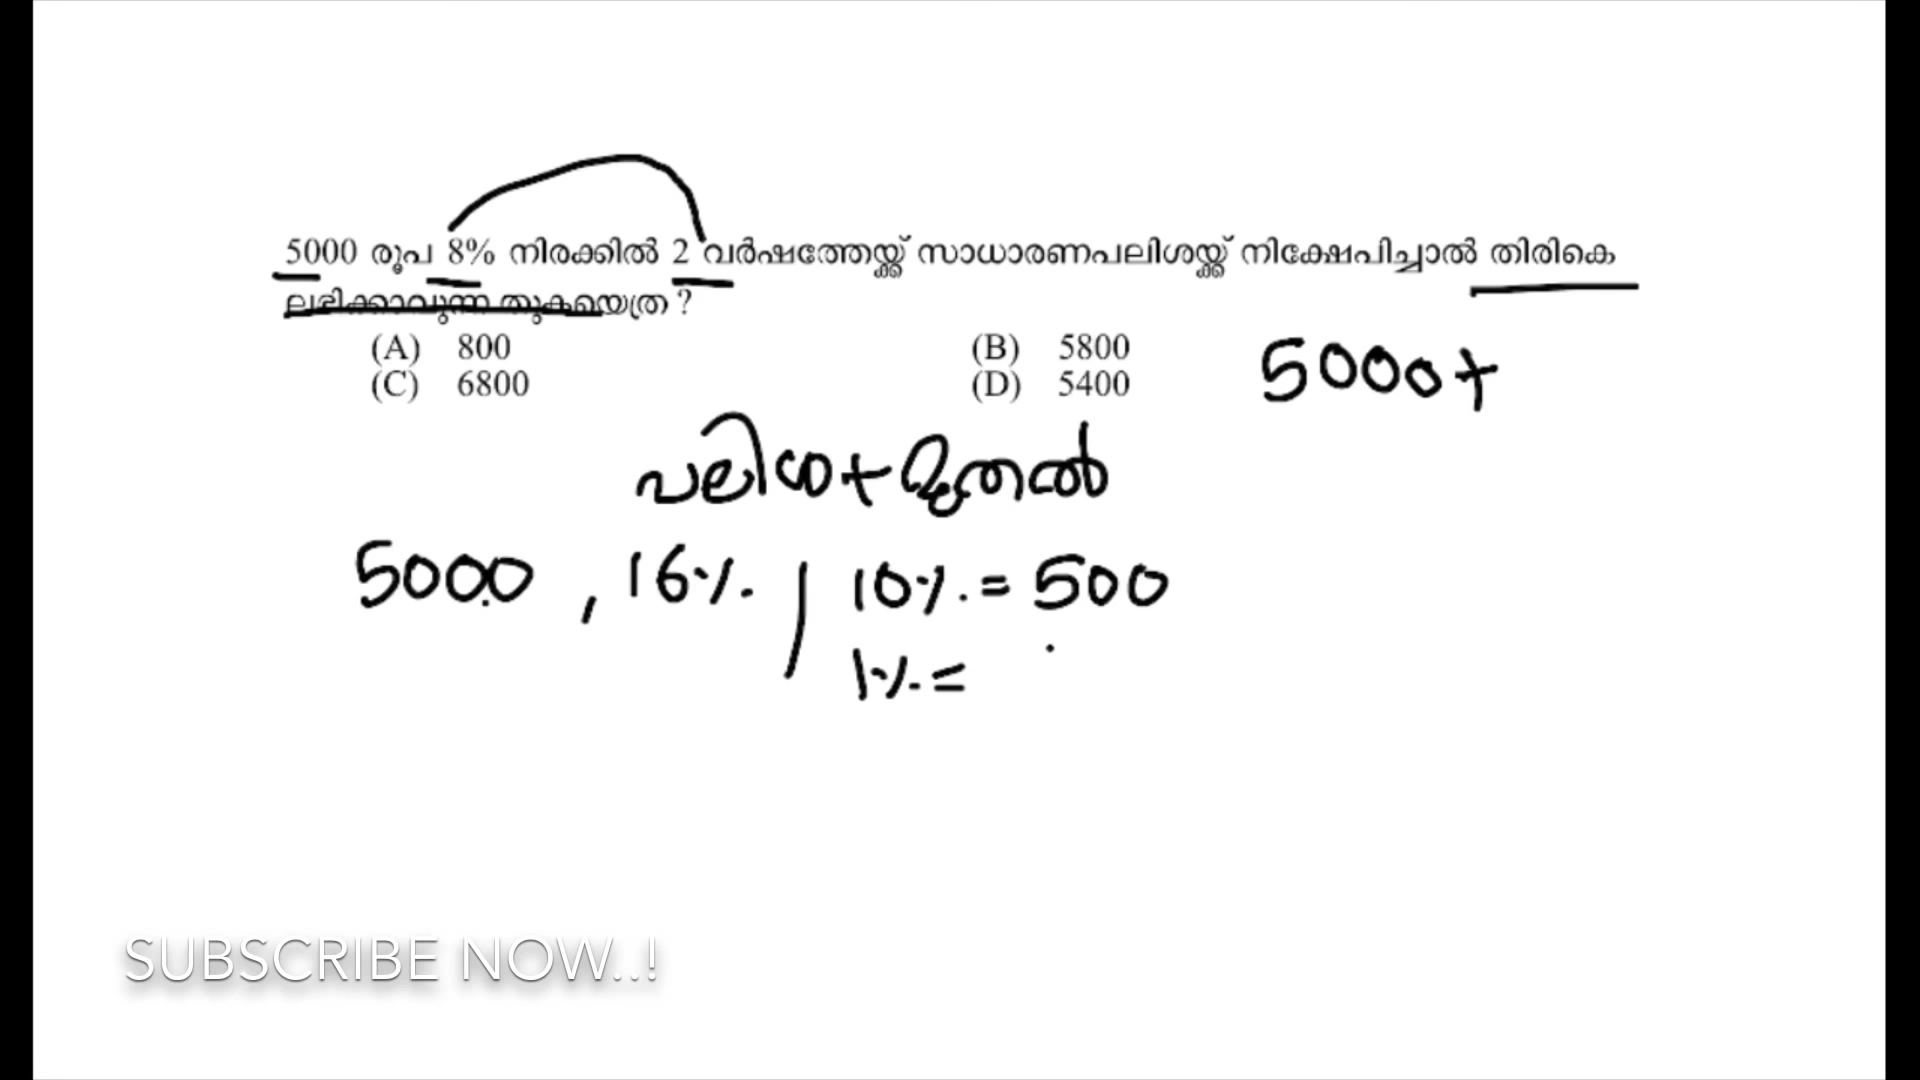 5000 രൂപ 8% നിരക്കിൽ 2 വർഷത്തേയ്ക്ക് സാധാരണപലിശയ്ക്ക് നിക്ഷേപിച്ചാൽ തിരികെ
ലഭിക്കാവുന്ന തുകയെത്ര ?
(A) 800 (B) 5800
(C) 6800 (D) 5400
5000+
പലിശ + മുതൽ
5000 , 16% / 10% = 500
1% =
SUBSCRIBE NOW..!